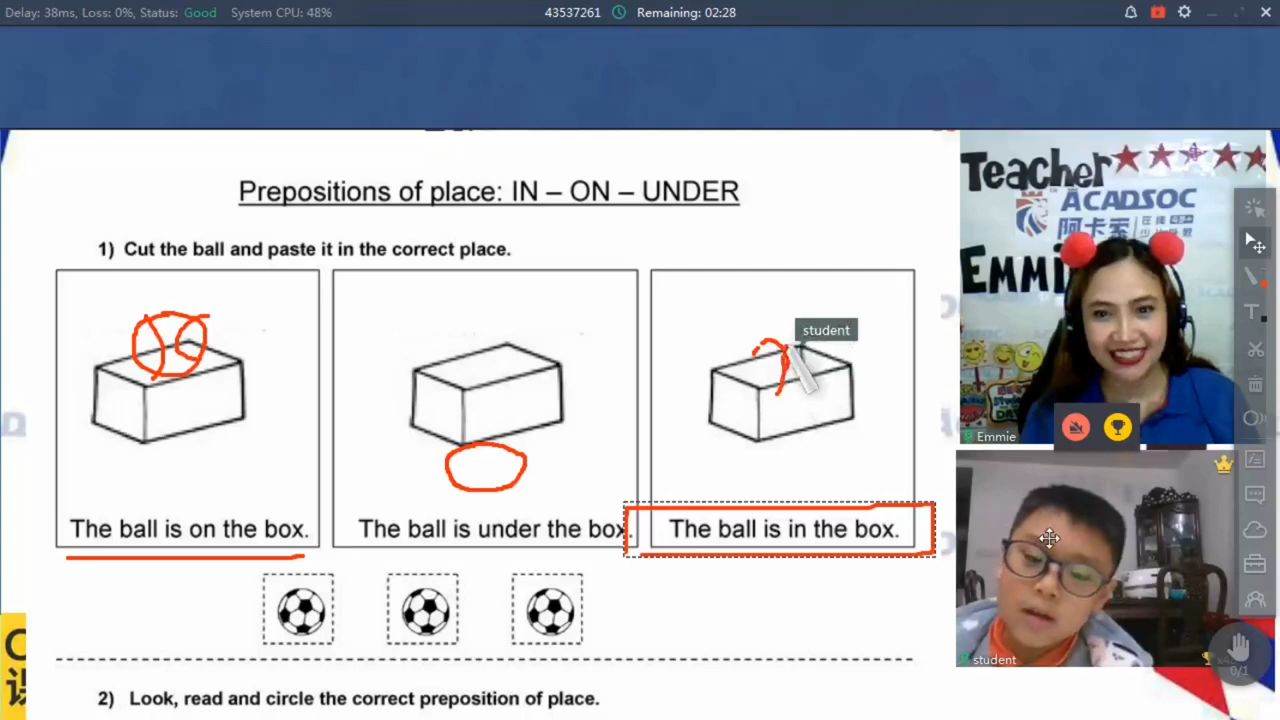 Delay: 38ms, Loss: 0%, Status: Good System CPU: 48% 43537261 Remaining: 02:28
Prepositions of place: IN – ON – UNDER
1) Cut the ball and paste it in the correct place.
student
The ball is on the box.
The ball is under the box.
The ball is in the box.
2) Look, read and circle the correct preposition of place.
Teacher
ACADSOC
阿卡索
Emmie
Emmie
student
0/1